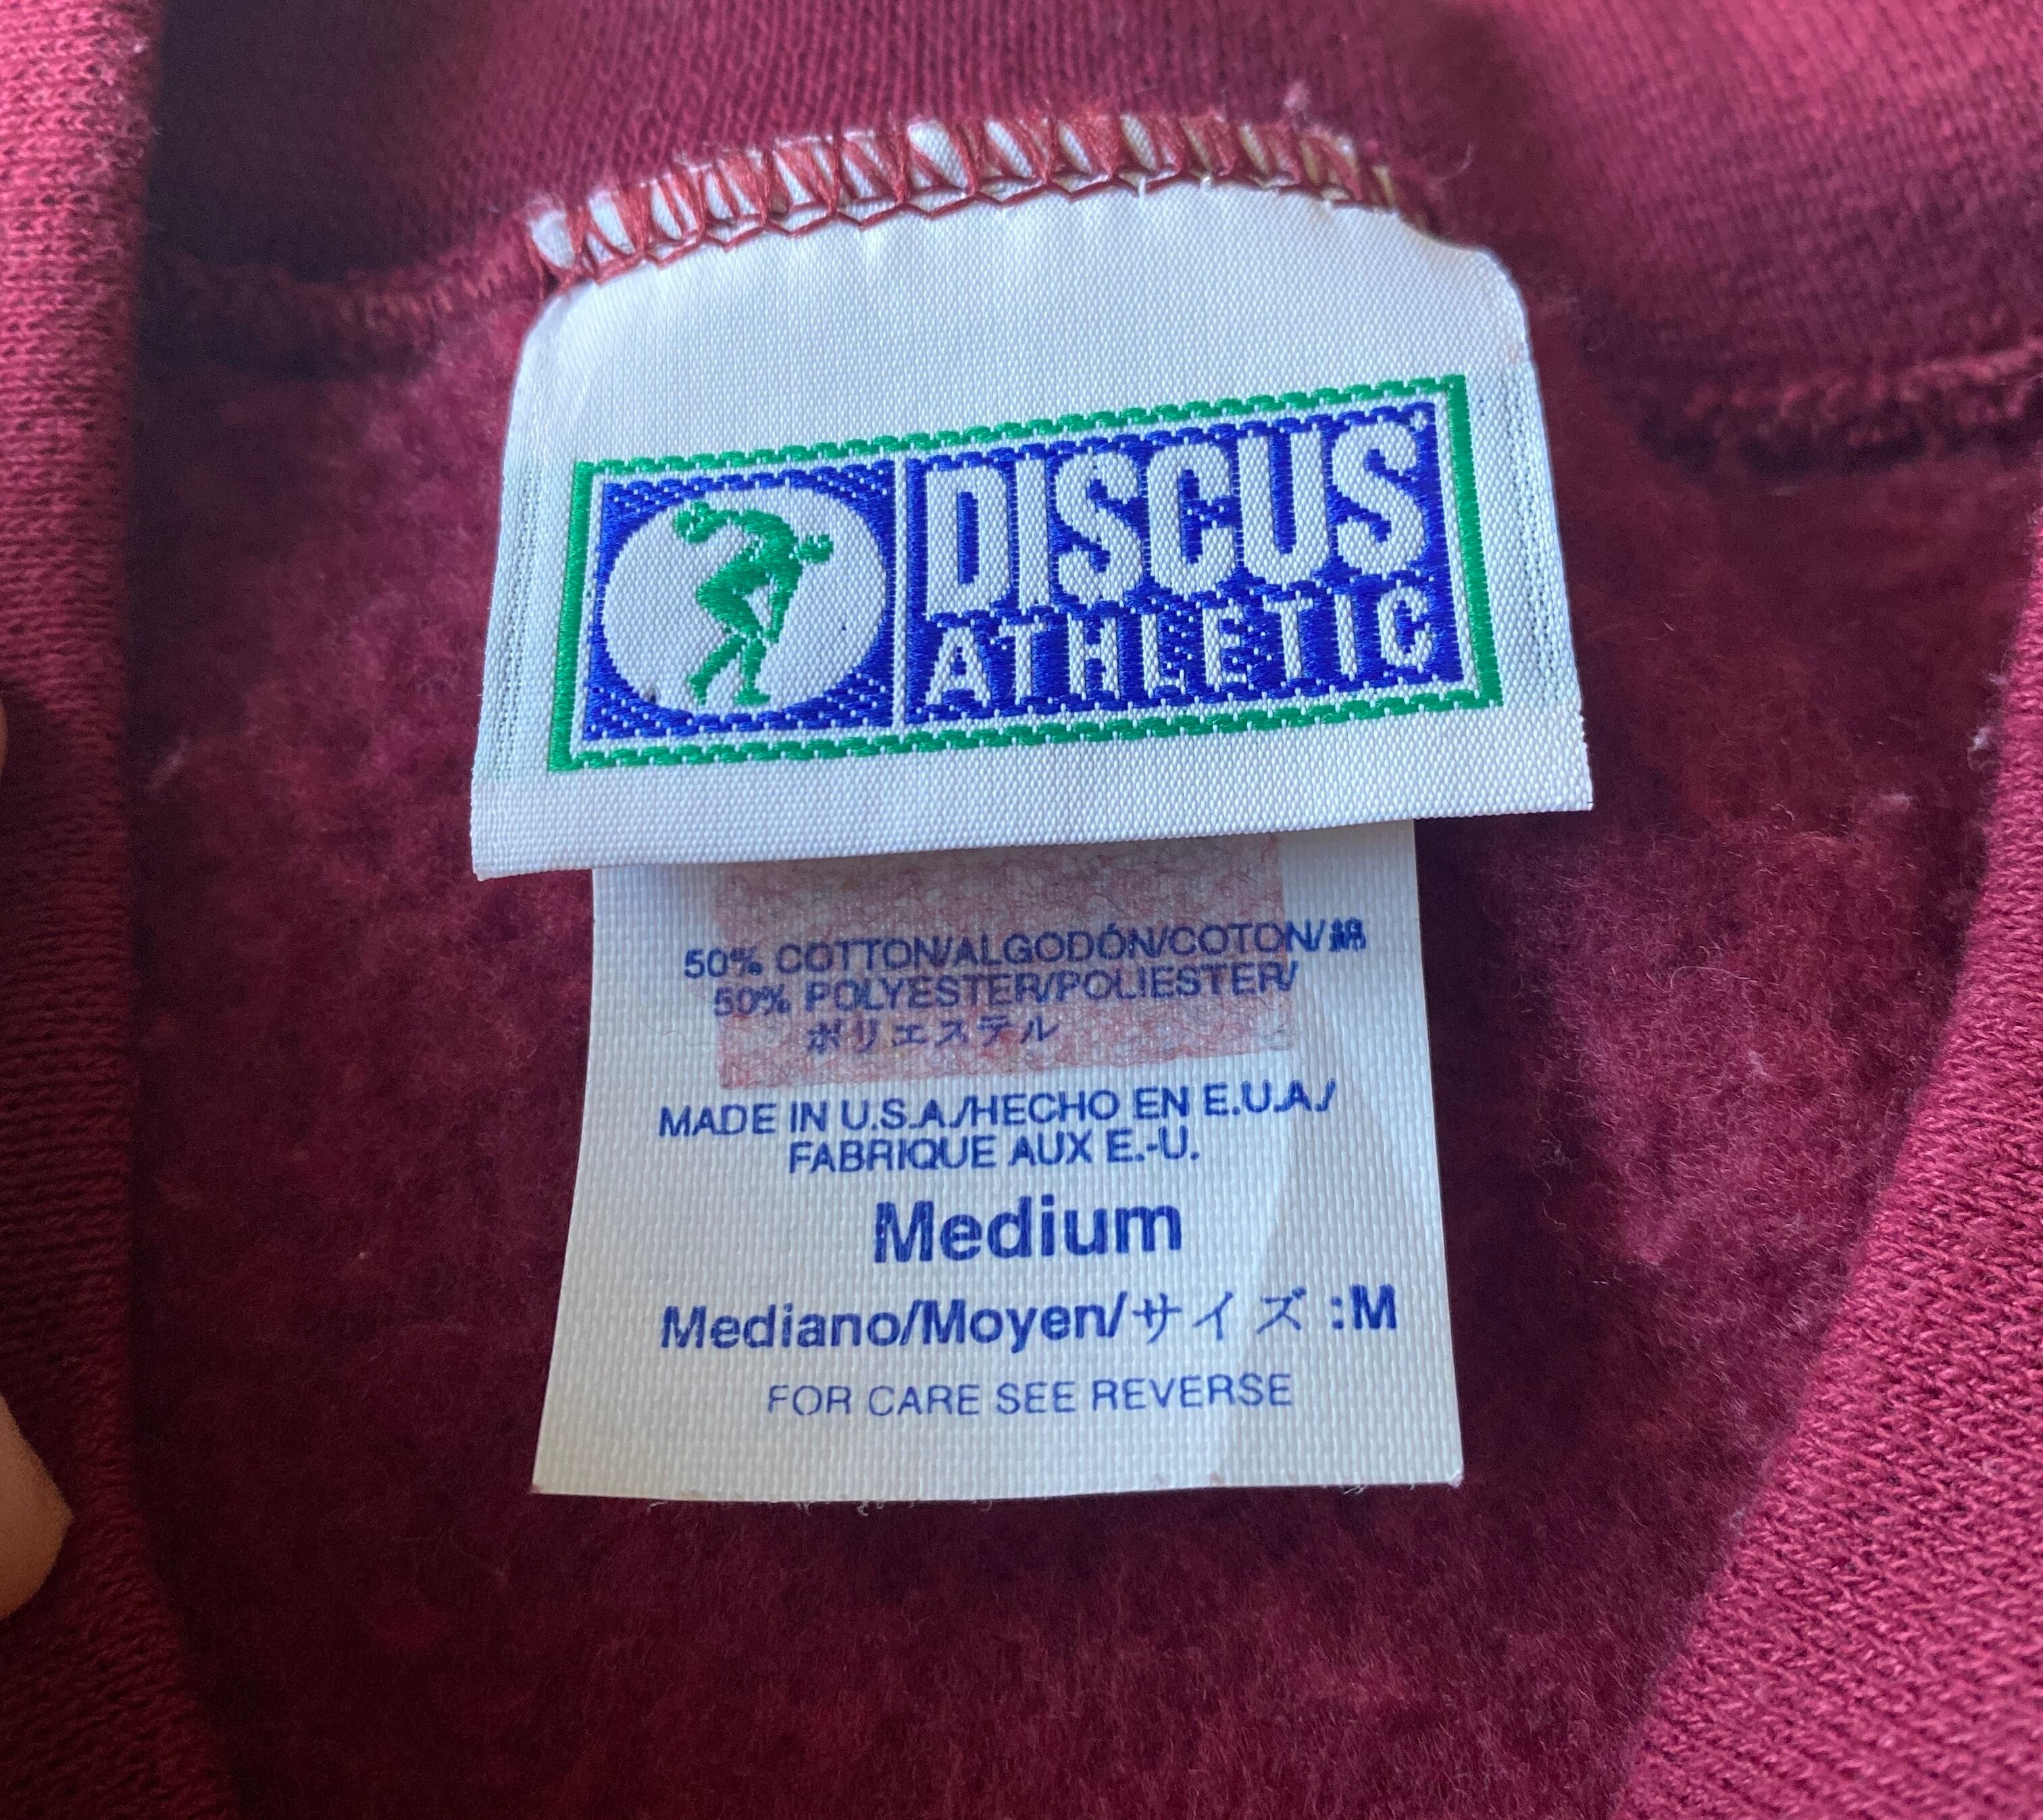 DISCUS
ATHLETIC
50% COTTON/ALGODÓN/COTON/綿
50% POLYESTER/POLIESTER/
ポリエステル
MADE IN U.S.A./HECHO EN E.U.A./
FABRIQUE AUX E.-U.
Medium
Mediano/Moyen/サイズ:M
FOR CARE SEE REVERSE